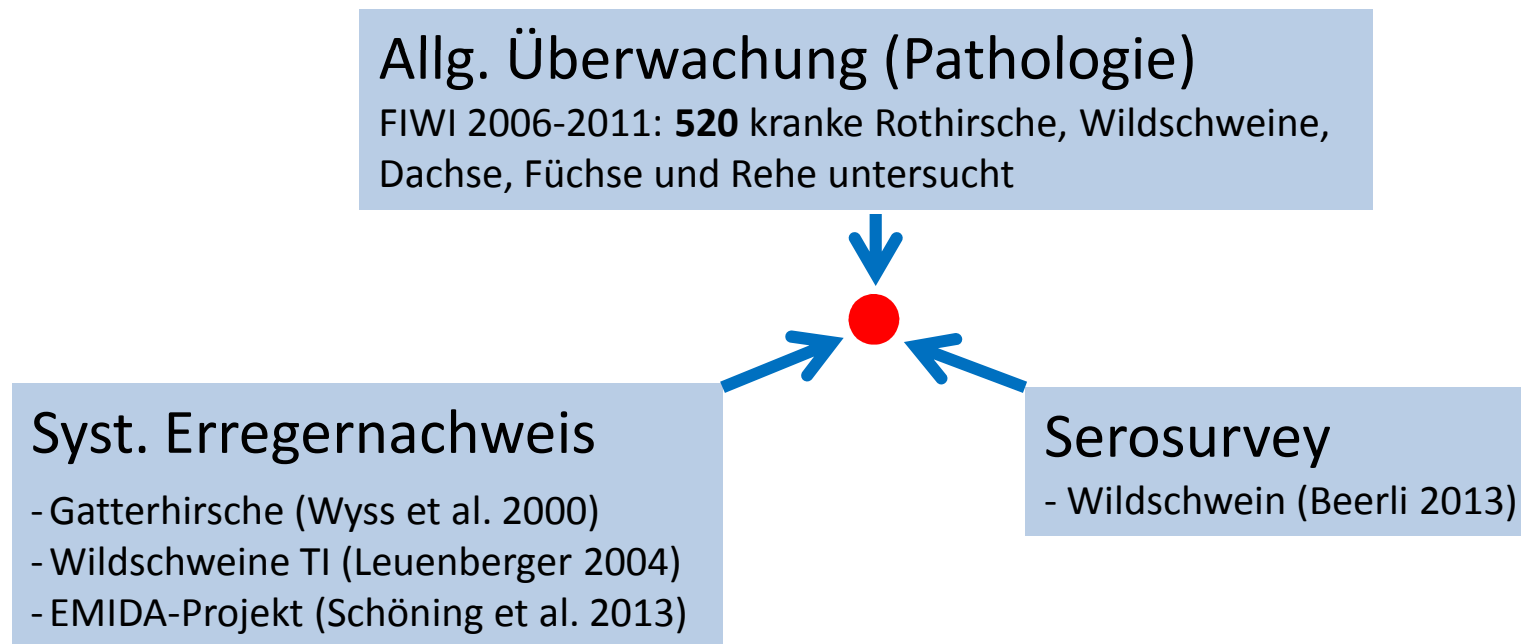 Allg. Überwachung (Pathologie)
FIWI 2006-2011: 520 kranke Rothirsche, Wildschweine,
Dachse, Füchse und Rehe untersucht
Syst. Erregernachweis
- Gatterhirsche (Wyss et al. 2000)
- Wildschweine TI (Leuenberger 2004)
- EMIDA-Projekt (Schöning et al. 2013)
Serosurvey
- Wildschwein (Beerli 2013)